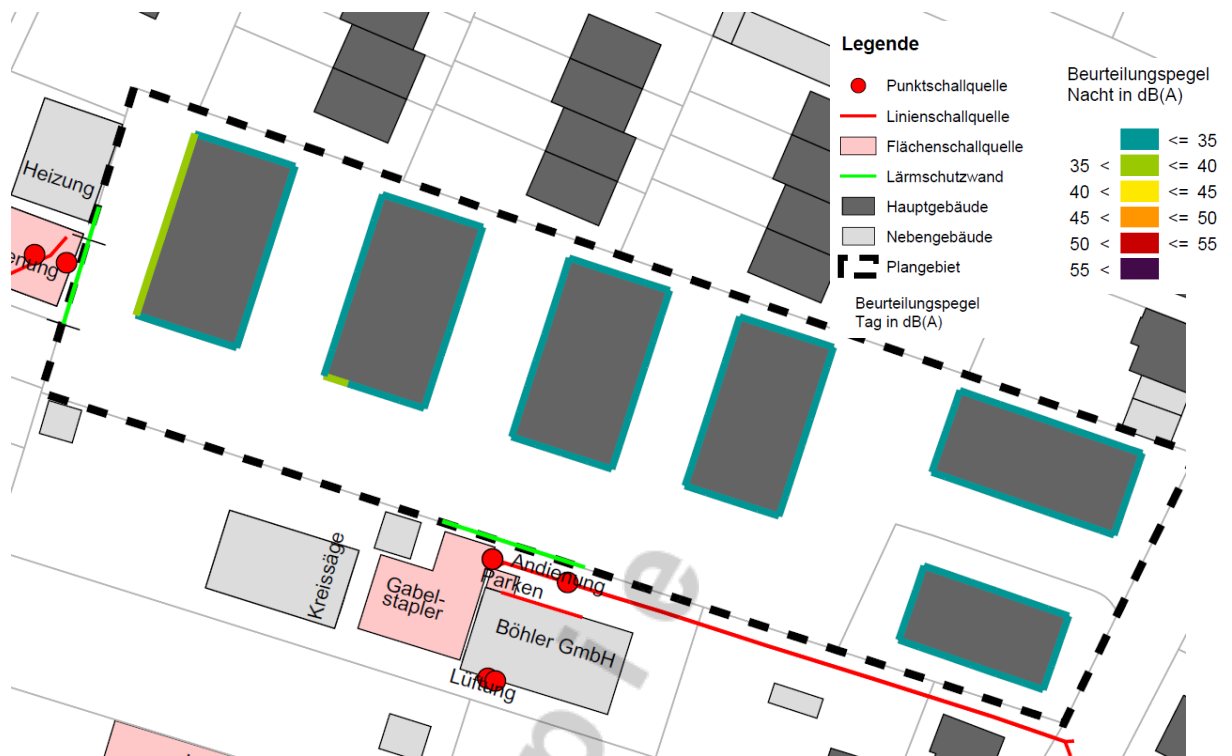 Legende
Punktschallquelle
Linienschallquelle
Flächenschallquelle
Lärmschutzwand
Hauptgebäude
Nebengebäude
Plangebiet
Beurteilungspegel
Tag in dB(A)
Beurteilungspegel
Nacht in dB(A)
<= 35
35 < <= 40
40 < <= 45
45 < <= 50
50 < <= 55
55 <
Heizung
enung
Kreissäge
Gabel-
stapler
Andienung
Parken
Böhler GmbH
Lüftung
p i e